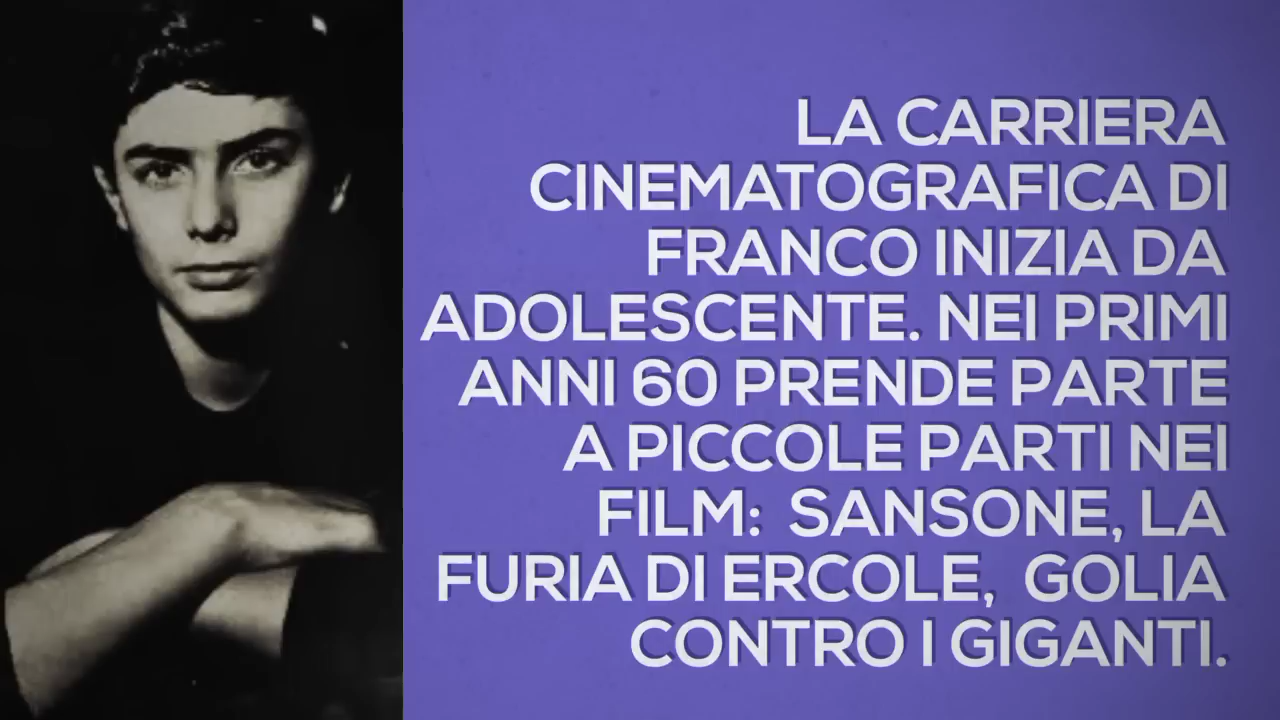 LA CARRIERA
CINEMATOGRAFICA DI
FRANCO INIZIA DA
ADOLESCENTE. NEI PRIMI
ANNI 60 PRENDE PARTE
A PICCOLE PARTI NEI
FILM: SANSONE, LA
FURIA DI ERCOLE, GOLIA
CONTRO I GIGANTI.